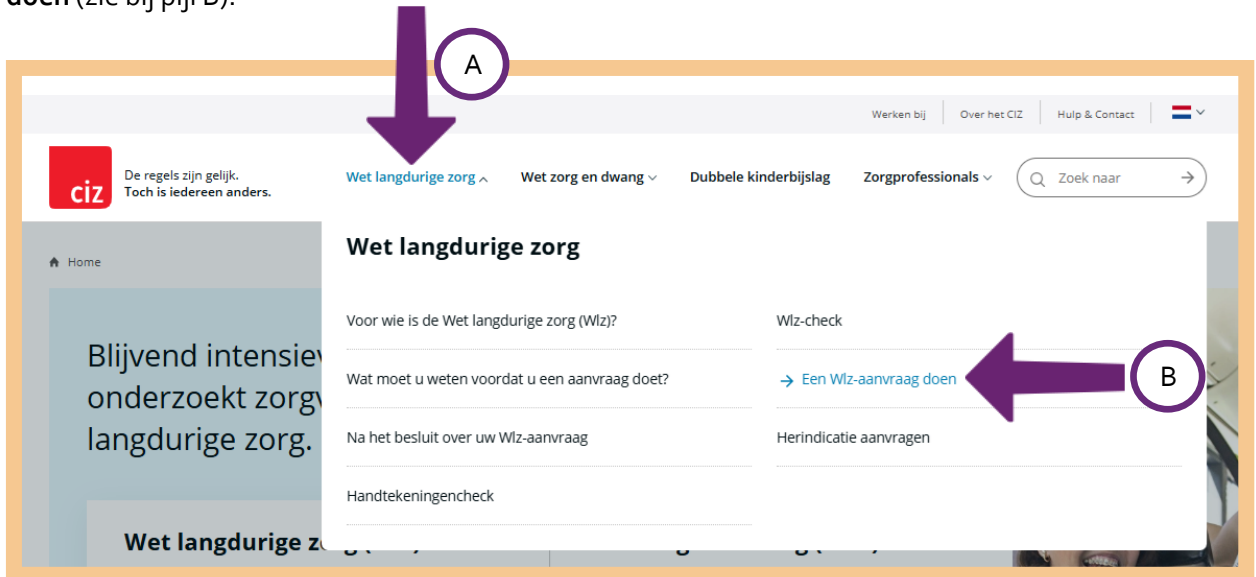 doen (zie bij pijl B).
A
Werken bij
Over het CIZ
Hulp & Contact
ciz
De regels zijn gelijk.
Toch is iedereen anders.
Wet langdurige zorg
Wet zorg en dwang
Dubbele kinderbijslag
Zorgprofessionals
Zoek naar
Home
Wet langdurige zorg
Voor wie is de Wet langdurige zorg (Wlz)?
Wlz-check
Wat moet u weten voordat u een aanvraag doet?
Een Wlz-aanvraag doen
B
Na het besluit over uw Wlz-aanvraag
Herindicatie aanvragen
Handtekeningencheck
Blijvend
onderzoekt
langdurige zorg.
Wet langdurige